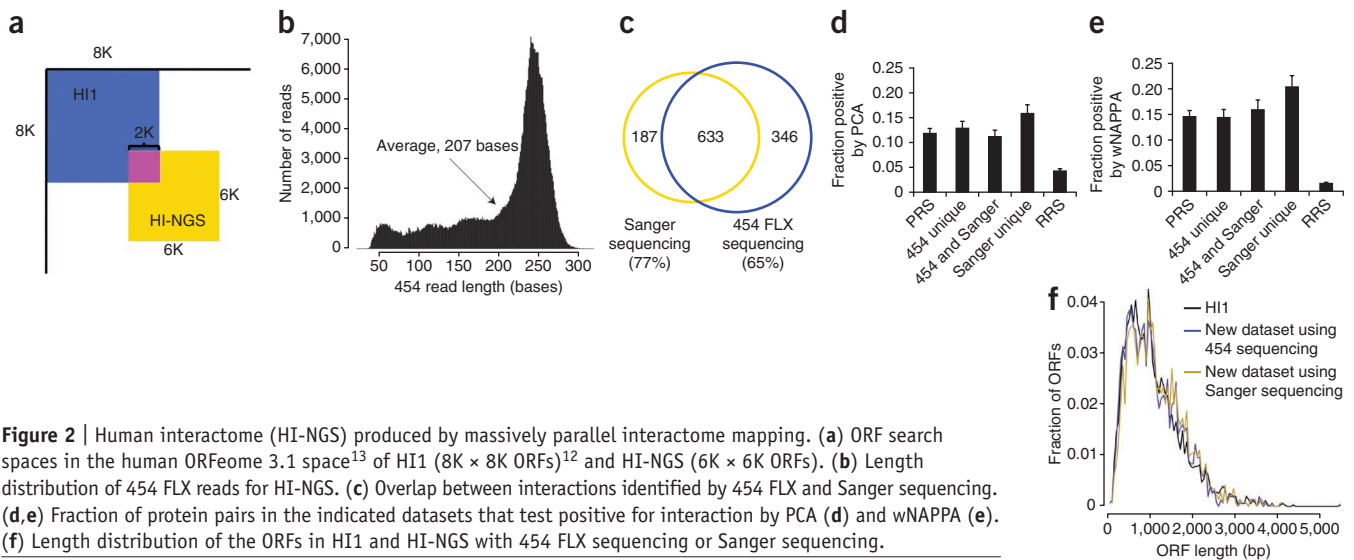 a
8K
8K
HI1
2K
HI-NGS
6K
6K
b
Number of reads
7,000
6,000
5,000
4,000
3,000
2,000
1,000
0
Average, 207 bases
50 100 150 200 250 300
454 read length (bases)
c
187 633 346
Sanger
sequencing
(77%)
454 FLX
sequencing
(65%)
d
Fraction positive
by PCA
0.25
0.20
0.15
0.10
0.05
0
PRS
454 unique
454 and Sanger
Sanger unique
RRS
e
Fraction positive
by wNAPPA
0.25
0.20
0.15
0.10
0.05
0
PRS
454 unique
454 and Sanger
Sanger unique
RRS
f
Fraction of ORFs
0.04
0.03
0.02
0.01
0
HI1
New dataset using
454 sequencing
New dataset using
Sanger sequencing
0 1,000 2,000 3,000 4,000 5,000
ORF length (bp)
Figure 2 | Human interactome (HI-NGS) produced by massively parallel interactome mapping. (a) ORF search
spaces in the human ORFeome 3.1 space13 of HI1 (8K × 8K ORFs)12 and HI-NGS (6K × 6K ORFs). (b) Length
distribution of 454 FLX reads for HI-NGS. (c) Overlap between interactions identified by 454 FLX and Sanger sequencing.
(d,e) Fraction of protein pairs in the indicated datasets that test positive for interaction by PCA (d) and wNAPPA (e).
(f) Length distribution of the ORFs in HI1 and HI-NGS with 454 FLX sequencing or Sanger sequencing.